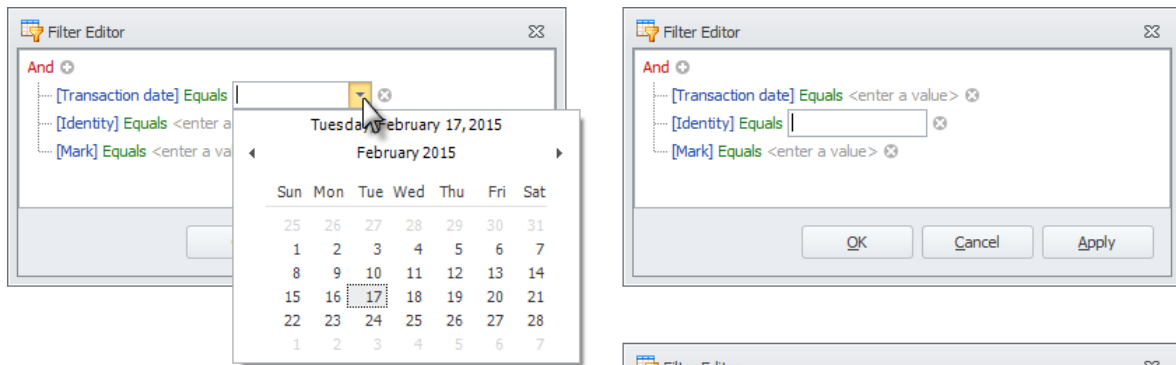 Filter Editor
And
[Transaction date] Equals
[Identity] Equals <enter a
[Mark] Equals <enter a va
Tuesday, February 17, 2015
February 2015
Sun Mon Tue Wed Thu Fri Sat
25 26 27 28 29 30 31
1 2 3 4 5 6 7
8 9 10 11 12 13 14
15 16 17 18 19 20 21
22 23 24 25 26 27 28
1 2 3 4 5 6 7
Filter Editor
And
[Transaction date] Equals <enter a value>
[Identity] Equals
[Mark] Equals <enter a value>
OK Cancel Apply
Filter Editor